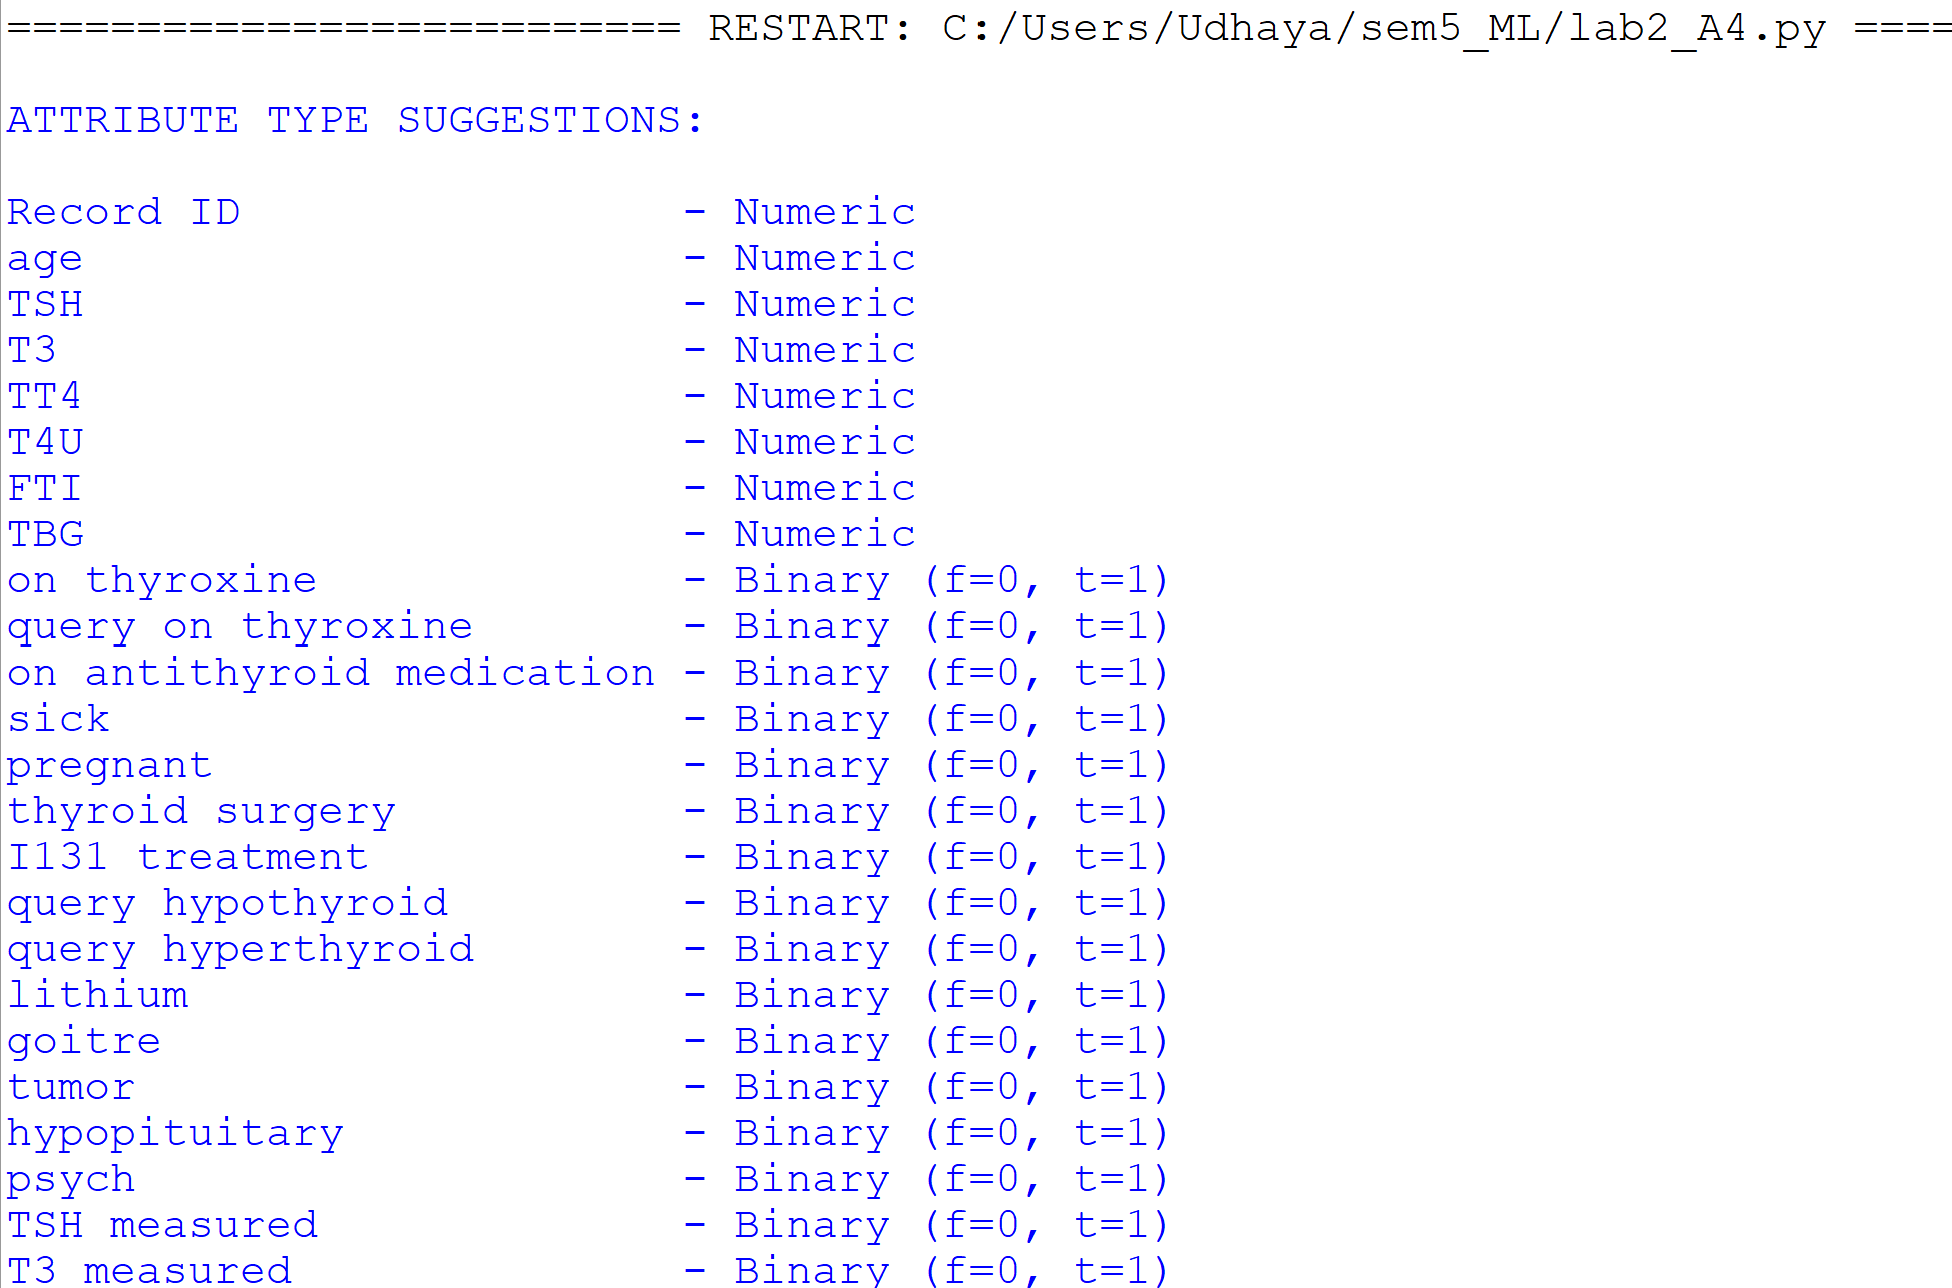 ========================== RESTART: C:/Users/Udhaya/sem5_ML/lab2_A4.py ====
ATTRIBUTE TYPE SUGGESTIONS:
Record ID                 - Numeric
age                       - Numeric
TSH                       - Numeric
T3                        - Numeric
TT4                       - Numeric
T4U                       - Numeric
FTI                       - Numeric
TBG                       - Numeric
on thyroxine              - Binary (f=0, t=1)
query on thyroxine        - Binary (f=0, t=1)
on antithyroid medication - Binary (f=0, t=1)
sick                      - Binary (f=0, t=1)
pregnant                  - Binary (f=0, t=1)
thyroid surgery           - Binary (f=0, t=1)
I131 treatment            - Binary (f=0, t=1)
query hypothyroid         - Binary (f=0, t=1)
query hyperthyroid        - Binary (f=0, t=1)
lithium                   - Binary (f=0, t=1)
goitre                    - Binary (f=0, t=1)
tumor                     - Binary (f=0, t=1)
hypopituitary             - Binary (f=0, t=1)
psych                     - Binary (f=0, t=1)
TSH measured              - Binary (f=0, t=1)
T3 measured               - Binary (f=0, t=1)